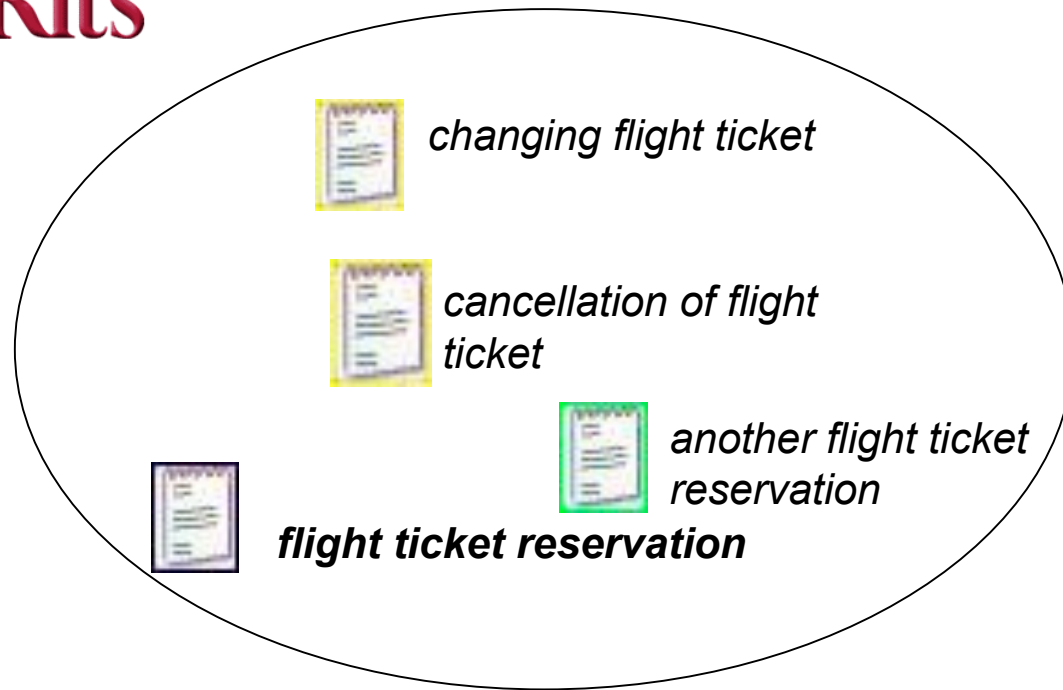 changing flight ticket
cancellation of flight
ticket
another flight ticket
reservation
flight ticket reservation